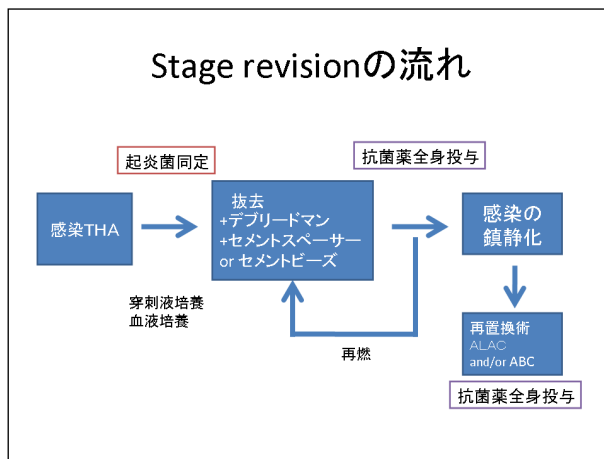 Stage revisionの流れ
起炎菌同定
抗菌薬全身投与
感染THA
抜去
+デブリードマン
+セメントスペーサー
or セメントビーズ
感染の
鎮静化
穿刺液培養
血液培養
再燃
再置換術
ALAC
and/or ABC
抗菌薬全身投与